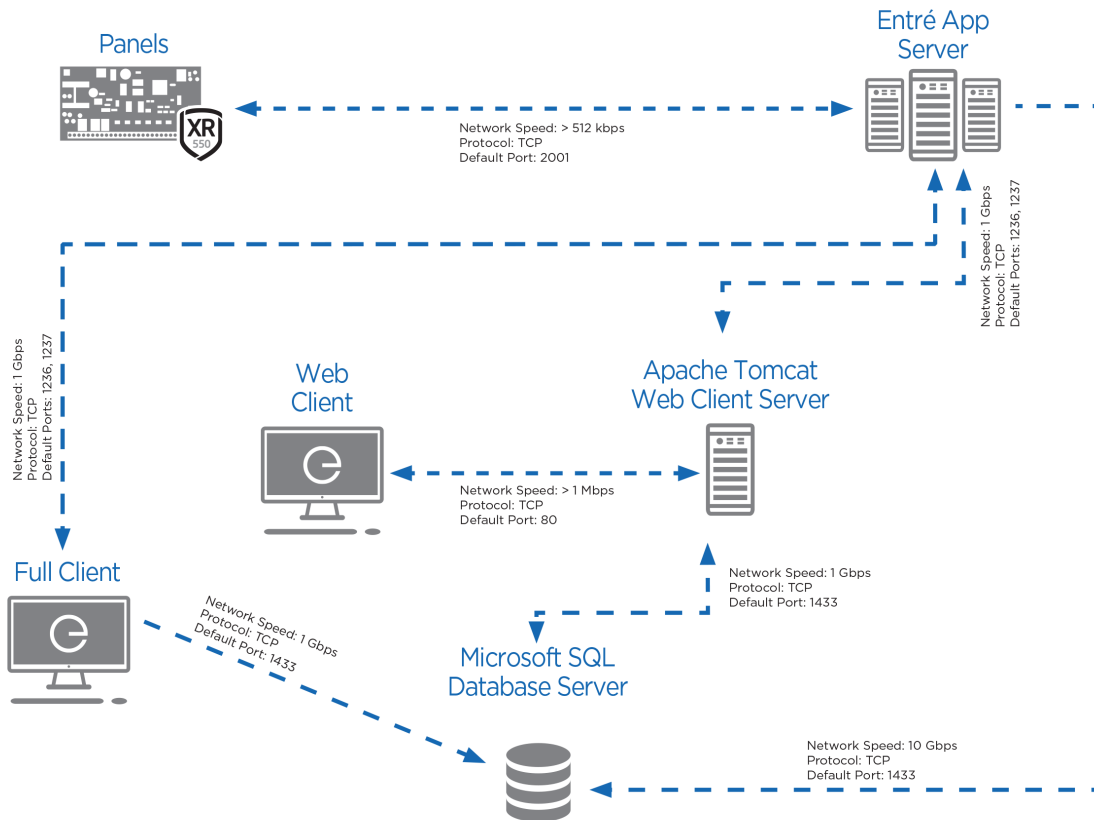 Panels
XR
550
Entré App
Server
Network Speed: > 512 kbps
Protocol: TCP
Default Port: 2001
Network Speed: 1 Gbps
Protocol: TCP
Default Ports: 1236, 1237
Network Speed: 1 Gbps
Protocol: TCP
Default Ports: 1236, 1237
Web
Client
Apache Tomcat
Web Client Server
Network Speed: > 1 Mbps
Protocol: TCP
Default Port: 80
Full Client
Network Speed: 1 Gbps
Protocol: TCP
Default Port: 1433
Network Speed: 1 Gbps
Protocol: TCP
Default Port: 1433
Microsoft SQL
Database Server
Network Speed: 10 Gbps
Protocol: TCP
Default Port: 1433